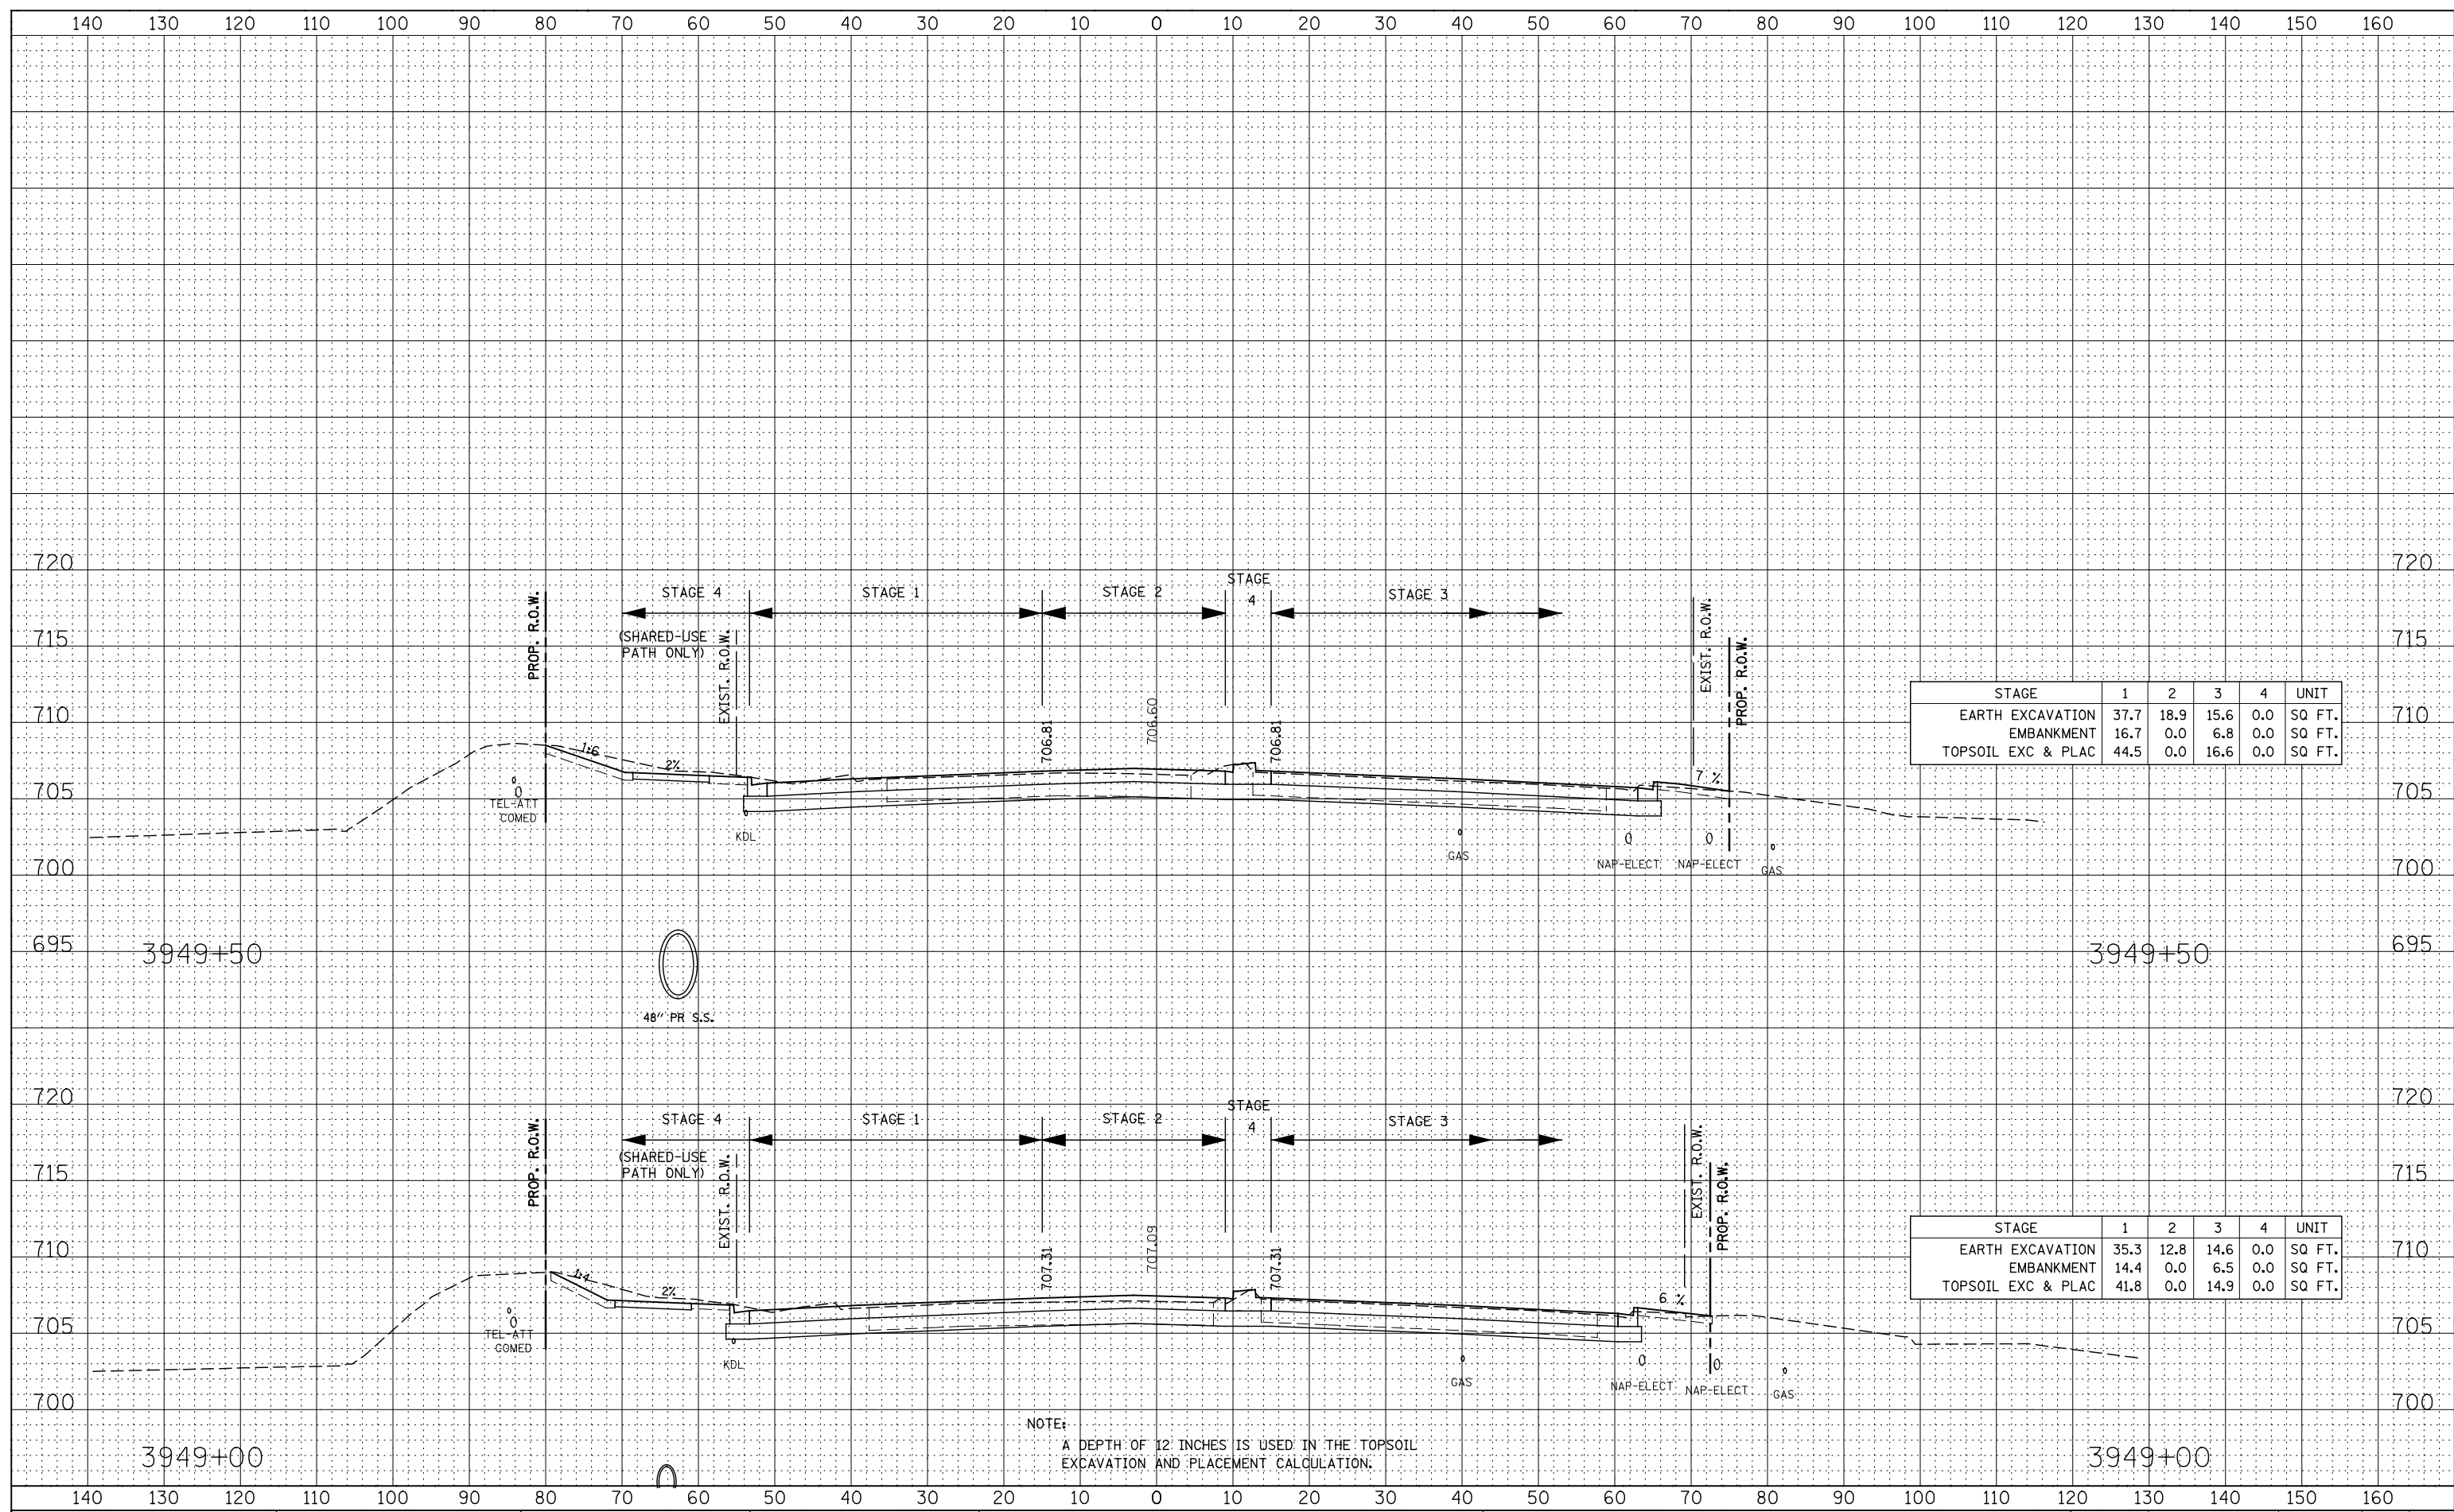 140 130 120 110 100 90 80 70 60 50 40 30 20 10 0 10 20 30 40 50 60 70 80 90 100 110 120 130 140 150 160
720 720
STAGE 4 STAGE 1 STAGE 2 STAGE 4 STAGE 3
(SHARED-USE
PATH ONLY)
PROP. R.O.W.
EXIST. R.O.W.
EXIST. R.O.W.
PROP. R.O.W.
715 715
710 710
706.81 706.60 706.81
STAGE 1 2 3 4 UNIT
EARTH EXCAVATION 37.7 18.9 15.6 0.0 SQ FT.
EMBANKMENT 16.7 0.0 6.8 0.0 SQ FT.
TOPSOIL EXC & PLAC 44.5 0.0 16.6 0.0 SQ FT.
1:6 2% 7 %
705 705
TEL-ATT
COMED
KDL GAS NAP-ELECT NAP-ELECT GAS
700 700
695 695
3949+50 3949+50
48" PR S.S.
720 720
STAGE 4 STAGE 1 STAGE 2 STAGE 4 STAGE 3
(SHARED-USE
PATH ONLY)
PROP. R.O.W.
EXIST. R.O.W.
EXIST. R.O.W.
PROP. R.O.W.
715 715
710 710
707.31 707.09 707.31
STAGE 1 2 3 4 UNIT
EARTH EXCAVATION 35.3 12.8 14.6 0.0 SQ FT.
EMBANKMENT 14.4 0.0 6.5 0.0 SQ FT.
TOPSOIL EXC & PLAC 41.8 0.0 14.9 0.0 SQ FT.
1:4 2% 6 %
705 705
TEL-ATT
COMED
KDL GAS NAP-ELECT NAP-ELECT GAS
700 700
NOTE:
A DEPTH OF 12 INCHES IS USED IN THE TOPSOIL
EXCAVATION AND PLACEMENT CALCULATION.
3949+00 3949+00
140 130 120 110 100 90 80 70 60 50 40 30 20 10 0 10 20 30 40 50 60 70 80 90 100 110 120 130 140 150 160